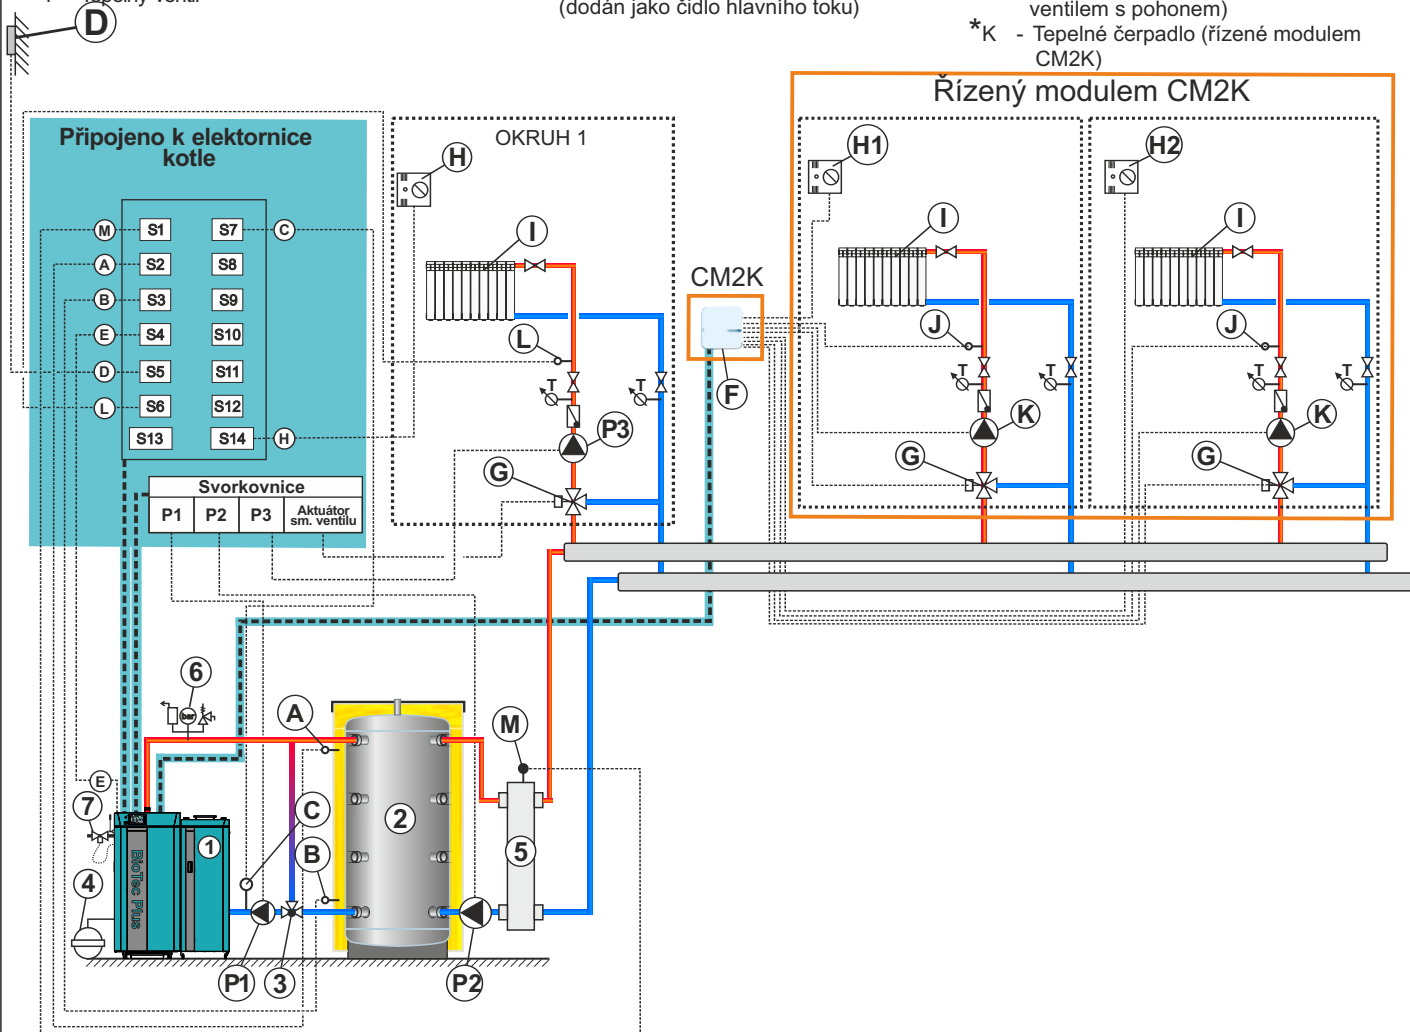 (dodán jako čidlo hlavního toku)
ventilem s pohonem)
*K - Tepelné čerpadlo (řízené modulem
CM2K)
D
Řízený modulem CM2K
Připojeno k elektornice
kotle
OKRUH 1
H
H1
H2
M S1 S7 C
A S2 S8
B S3 S9
E S4 S10
D S5 S11
L S6 S12
S13 S14 H
I
I
I
CM2K
L
J
J
T
T
T
T
T
T
F
P3
K
K
G
G
G
Svorkovnice
P1 P2 P3 Aktuátor
sm. ventilu
6
bar
A
M
E
7
C
1
2
5
B
BioTec Plus
4
P1
3
P2